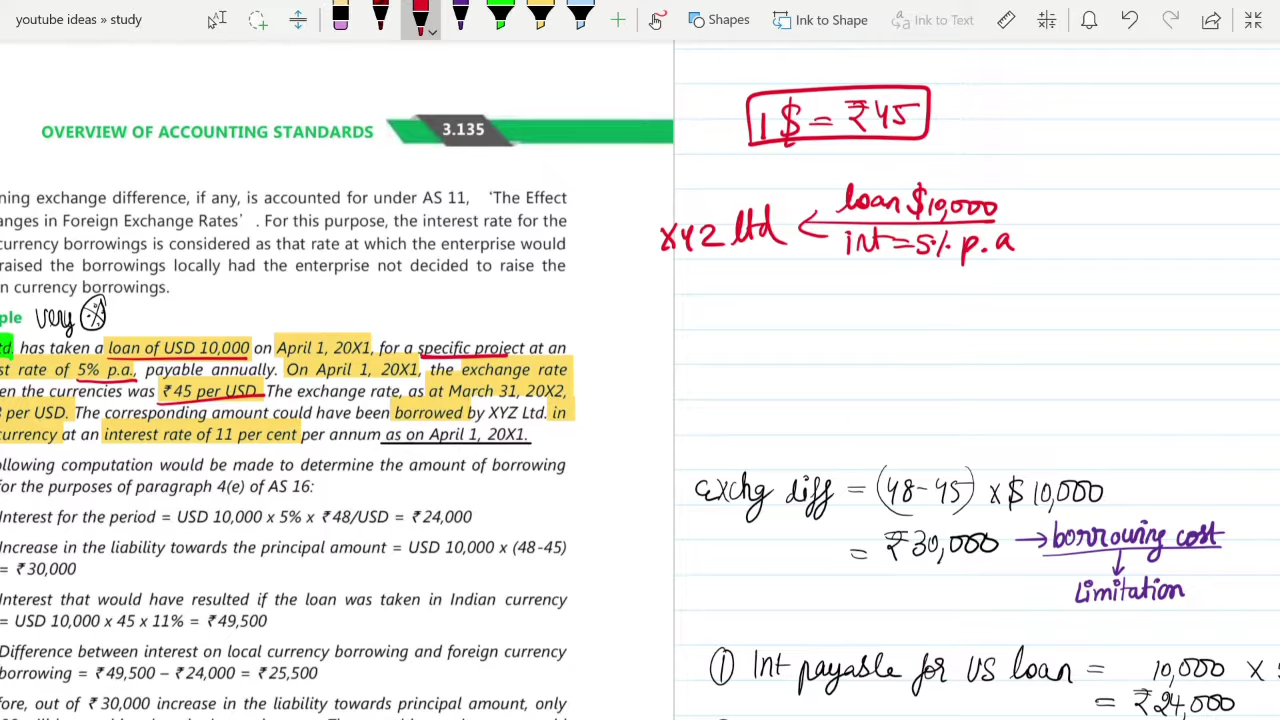 youtube ideas » study
Shapes
Ink to Shape
Ink to Text
OVERVIEW OF ACCOUNTING STANDARDS 3.135
ning exchange difference, if any, is accounted for under AS 11, 'The Effect
anges in Foreign Exchange Rates'. For this purpose, the interest rate for the
currency borrowings is considered as that rate at which the enterprise would
raised the borrowings locally had the enterprise not decided to raise the
n currency borrowings.
ple very
td. has taken a loan of USD 10,000 on April 1, 20X1, for a specific project at an
st rate of 5% p.a., payable annually. On April 1, 20X1, the exchange rate
en the currencies was ₹45 per USD. The exchange rate, as at March 31, 20X2,
per USD. The corresponding amount could have been borrowed by XYZ Ltd. in
currency at an interest rate of 11 per cent per annum as on April 1, 20X1.
ollowing computation would be made to determine the amount of borrowing
for the purposes of paragraph 4(e) of AS 16:
Interest for the period = USD 10,000 x 5% x ₹48/USD = ₹24,000
Increase in the liability towards the principal amount = USD 10,000 x (48-45)
= ₹30,000
Interest that would have resulted if the loan was taken in Indian currency
= USD 10,000 x 45 x 11% = ₹49,500
Difference between interest on local currency borrowing and foreign currency
borrowing = ₹49,500 – ₹24,000 = ₹25,500
fore, out of ₹30,000 increase in the liability towards principal amount, only
1 $ = ₹45
loan $10,000
XYZ ltd
int = 5% p.a
exchg diff = (48-45) x $ 10,000
= ₹30,000 → borrowing cost
Limitation
① Int payable for US loan = 10,000 x
= ₹24,000